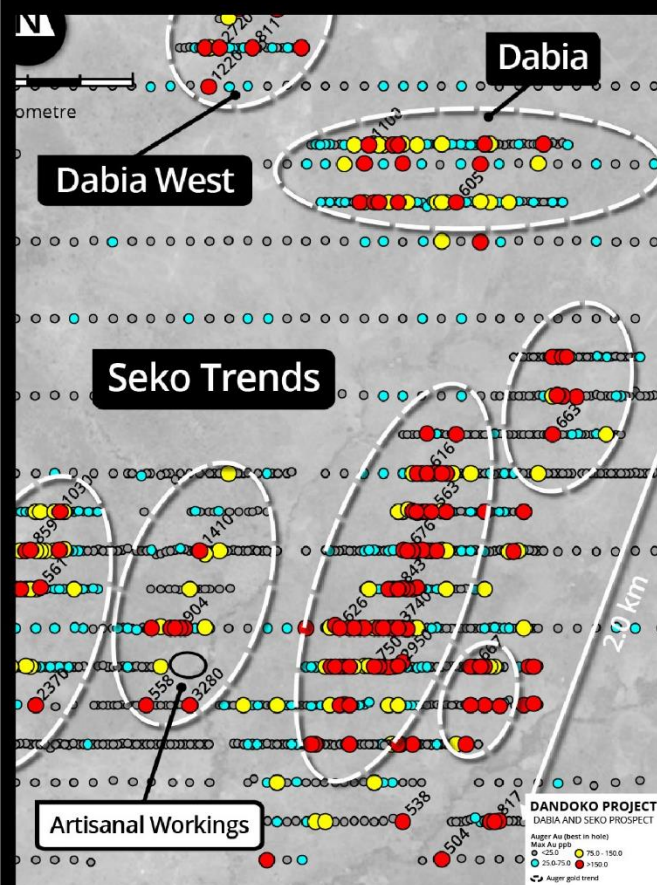 N
ometre
2720
811
1220
Dabia
Dabia West
1100
605
Seko Trends
663
616
563
676
843
3740
626
750
2950
667
1030
859
561
2370
1410
904
558
3280
2.0 km
Artisanal Workings
538
504
817
DANDOKO PROJECT
DABIA AND SEKO PROSPECT
Auger Au (best in hole)
Max Au ppb
<25.0
75.0 - 150.0
25.0-75.0
>150.0
Auger gold trend